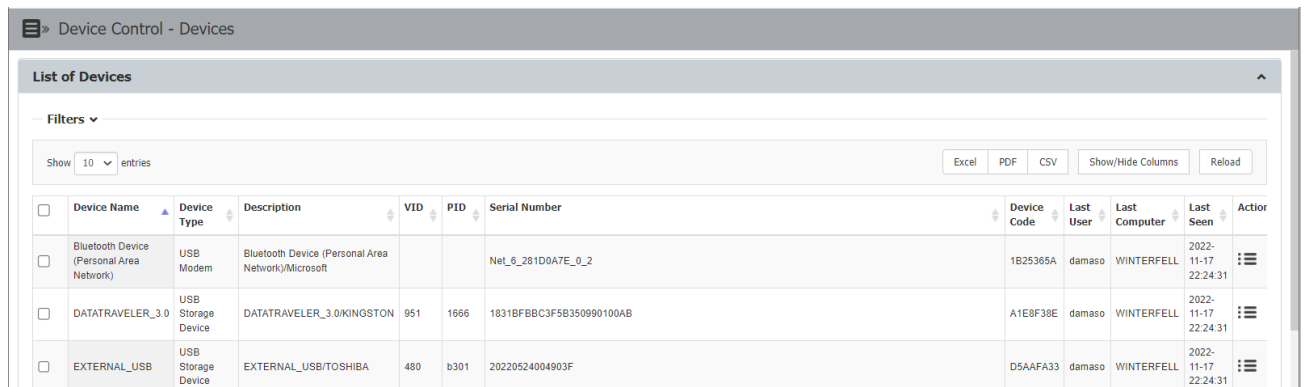 » Device Control - Devices
List of Devices
Filters
Show 10 entries
Excel PDF CSV Show/Hide Columns Reload
Device Name Device Type Description VID PID Serial Number Device Code Last User Last Computer Last Seen Action
Bluetooth Device (Personal Area Network) USB Modem Bluetooth Device (Personal Area Network)/Microsoft Net_6_281D0A7E_0_2 1B25365A damaso WINTERFELL 2022-11-17 22:24:31
DATATRAVELER_3.0 USB Storage Device DATATRAVELER_3.0/KINGSTON 951 1666 1831BFBBC3F5B350990100AB A1E8F38E damaso WINTERFELL 2022-11-17 22:24:31
EXTERNAL_USB USB Storage Device EXTERNAL_USB/TOSHIBA 480 b301 20220524004903F D5AAFA33 damaso WINTERFELL 2022-11-17 22:24:31